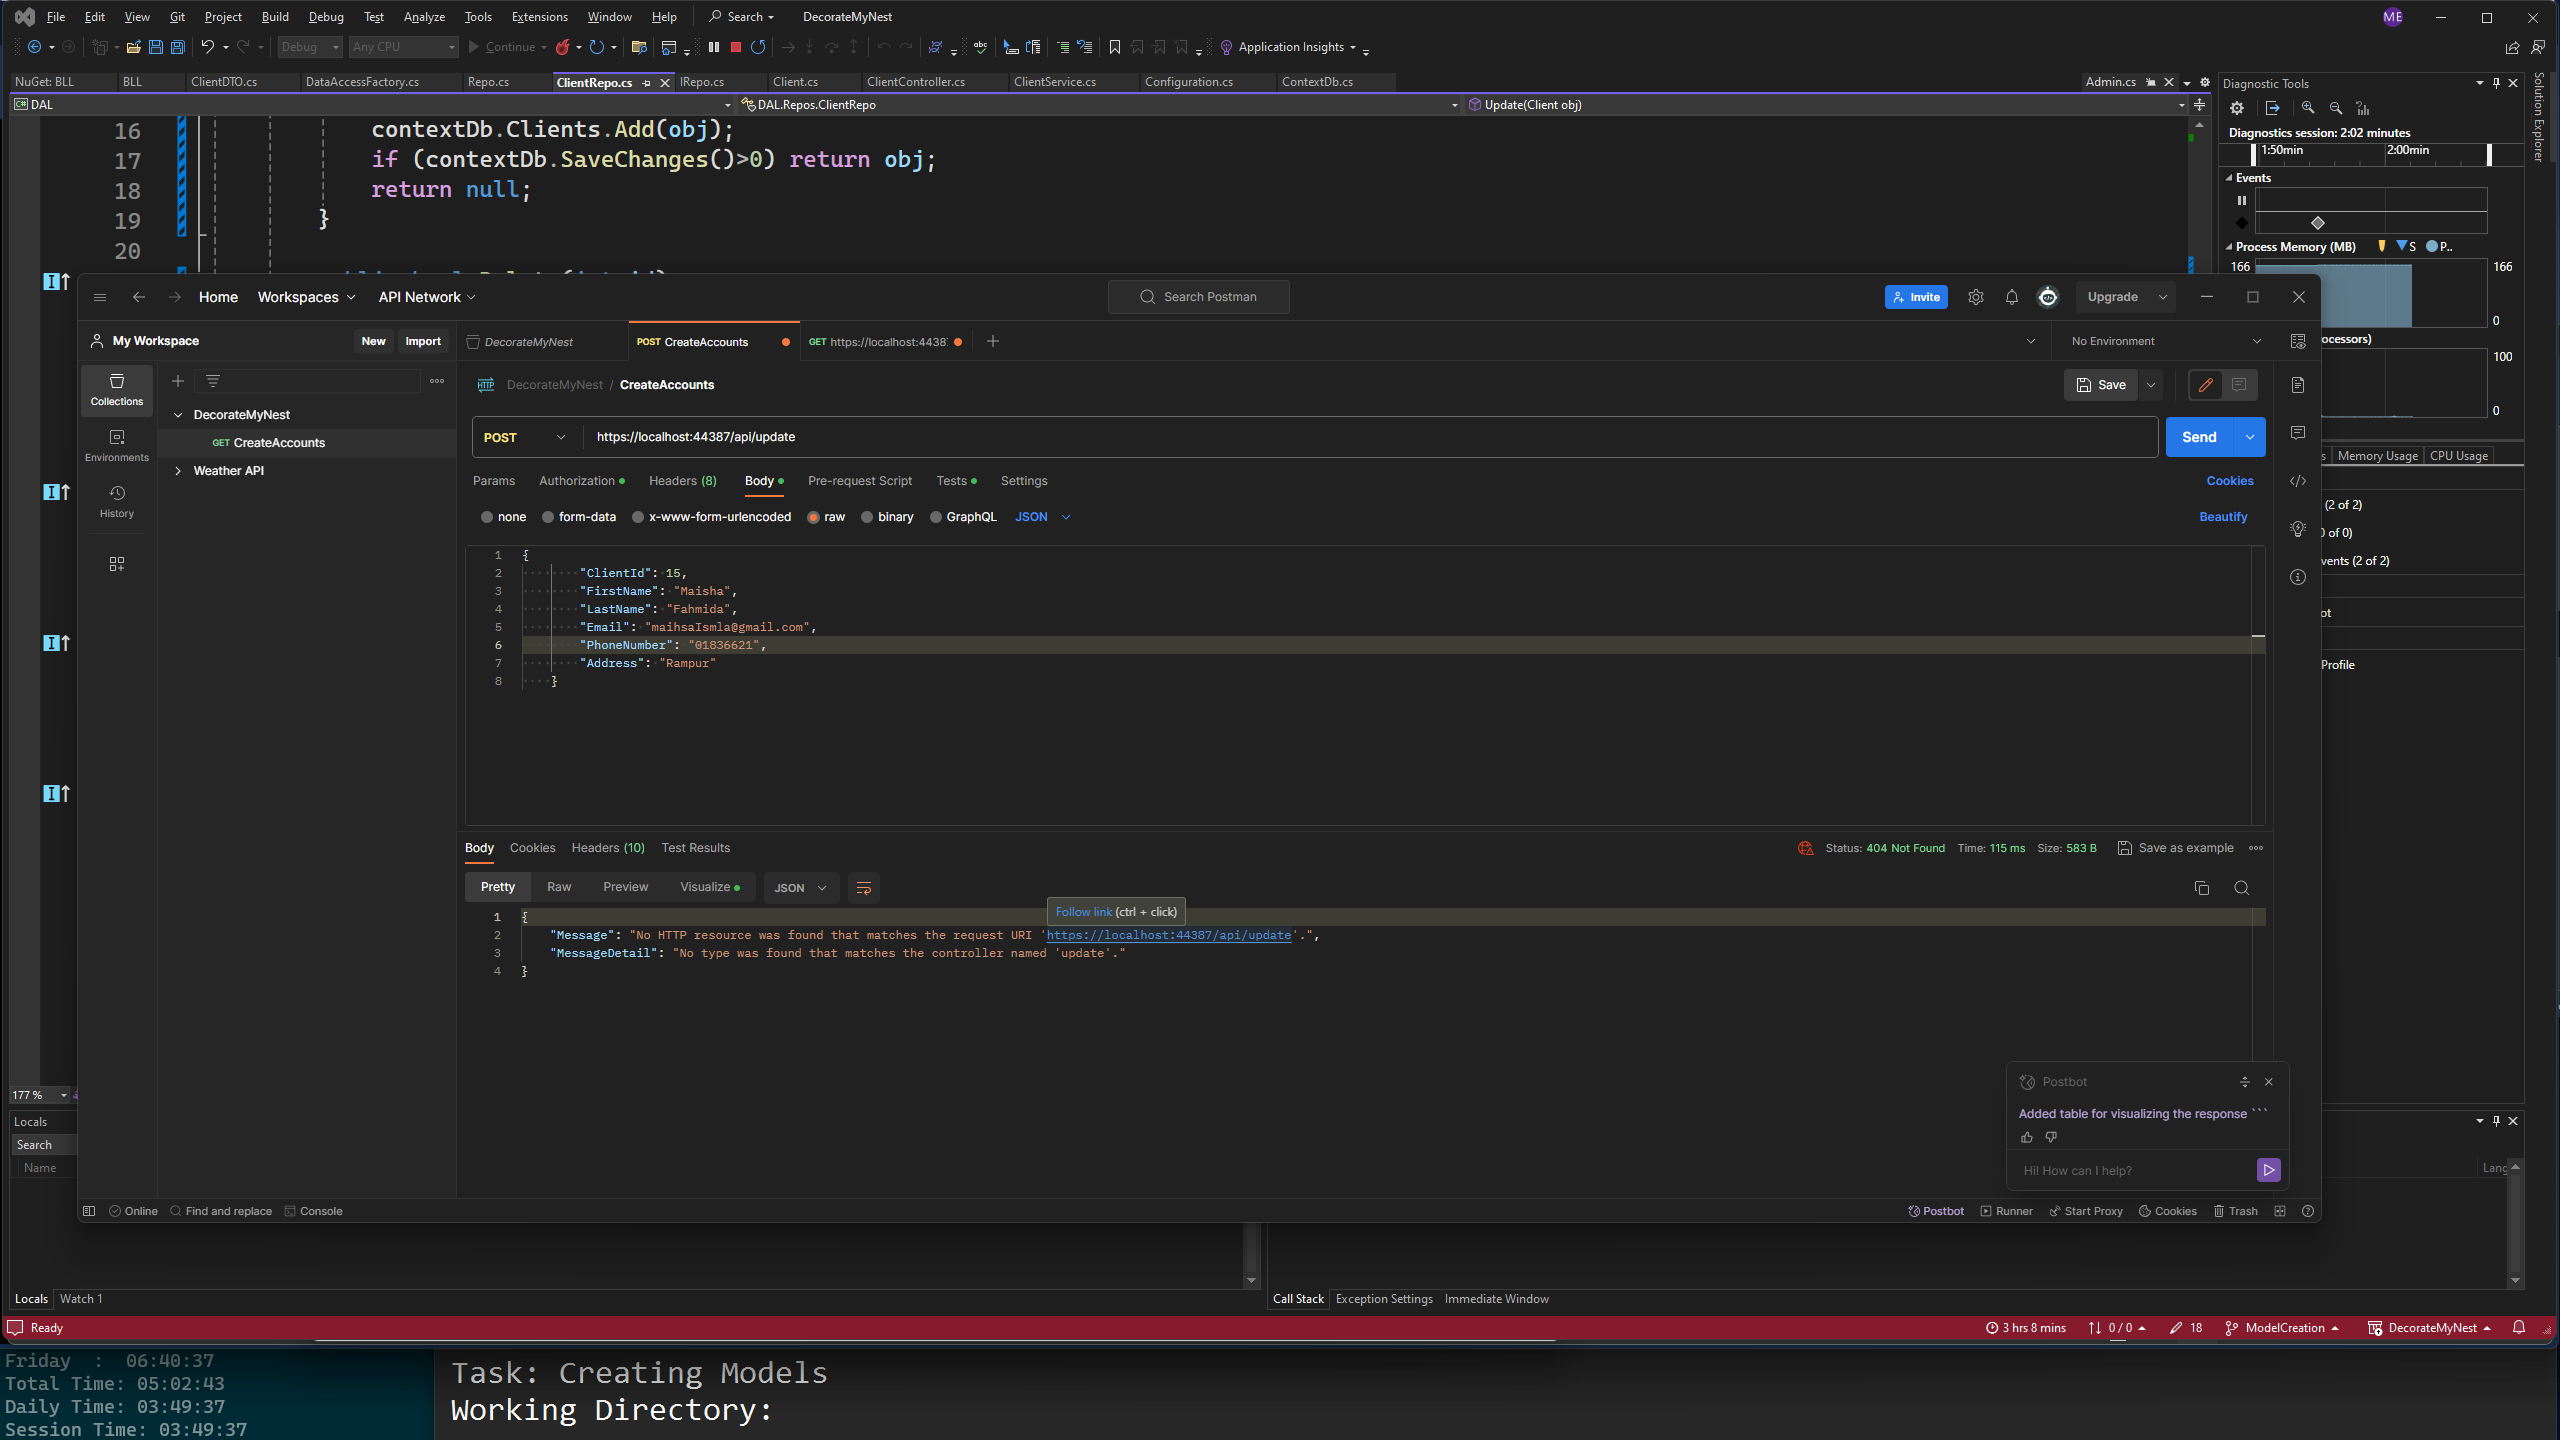 File Edit View Git Project Build Debug Test Analyze Tools Extensions Window Help Search DecorateMyNest ME
Debug Any CPU Continue Application Insights
NuGet: BLL BLL ClientDTO.cs DataAccessFactory.cs Repo.cs ClientRepo.cs IRepo.cs Client.cs ClientController.cs ClientService.cs Configuration.cs ContextDb.cs Admin.cs
DAL DAL.Repos.ClientRepo Update(Client obj)
16 contextDb.Clients.Add(obj);
17 if (contextDb.SaveChanges()>0) return obj;
18 return null;
19 }
20
Diagnostic Tools
Diagnostics session: 2:02 minutes
1:50min 2:00min
Events
Process Memory (MB) S P..
166 166
0
ocessors)
100
0
Memory Usage CPU Usage
(2 of 2)
of 0)
vents (2 of 2)
ot
Profile
Solution Explorer
Home Workspaces API Network Search Postman Invite Upgrade
My Workspace New Import
DecorateMyNest POST CreateAccounts GET https://localhost:4438 No Environment
Collections
Environments
History
DecorateMyNest
GET CreateAccounts
Weather API
HTTP DecorateMyNest / CreateAccounts Save
POST https://localhost:44387/api/update Send
Params Authorization Headers (8) Body Pre-request Script Tests Settings Cookies
none form-data x-www-form-urlencoded raw binary GraphQL JSON Beautify
1 {
2 "ClientId": 15,
3 "FirstName": "Maisha",
4 "LastName": "Fahmida",
5 "Email": "maihsaIsmla@gmail.com",
6 "PhoneNumber": "01836621",
7 "Address": "Rampur"
8 }
Body Cookies Headers (10) Test Results Status: 404 Not Found Time: 115 ms Size: 583 B Save as example
Pretty Raw Preview Visualize JSON
Follow link (ctrl + click)
1 {
2 "Message": "No HTTP resource was found that matches the request URI 'https://localhost:44387/api/update'.",
3 "MessageDetail": "No type was found that matches the controller named 'update'."
4 }
Postbot
Added table for visualizing the response ```
Hi! How can I help?
Online Find and replace Console Postbot Runner Start Proxy Cookies Trash
177 %
Locals
Search
Name
Lang
Locals Watch 1
Call Stack Exception Settings Immediate Window
Ready 3 hrs 8 mins 0 / 0 18 ModelCreation DecorateMyNest
Friday : 06:40:37
Total Time: 05:02:43
Daily Time: 03:49:37
Session Time: 03:49:37
Task: Creating Models
Working Directory: